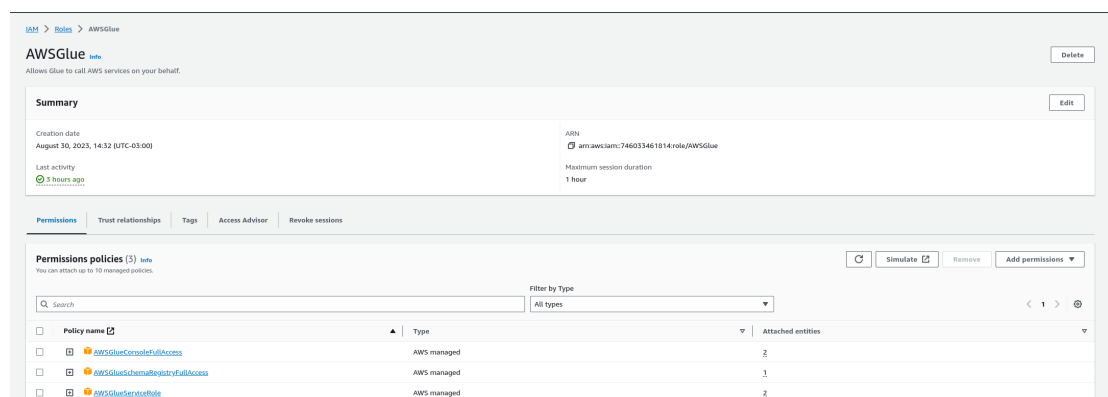 IAM > Roles > AWSGlue
AWSGlue Info
Delete
Allows Glue to call AWS services on your behalf.
Summary
Edit
Creation date
August 30, 2023, 14:32 (UTC-03:00)
ARN
arn:aws:iam::746033461814:role/AWSGlue
Last activity
3 hours ago
Maximum session duration
1 hour
Permissions
Trust relationships
Tags
Access Advisor
Revoke sessions
Permissions policies (3) Info
You can attach up to 10 managed policies.
Simulate
Remove
Add permissions
Filter by Type
Search
All types
1
Policy name
Type
Attached entities
AWSGlueConsoleFullAccess
AWS managed
2
AWSGlueSchemaRegistryFullAccess
AWS managed
1
AWSGlueServiceRole
AWS managed
2